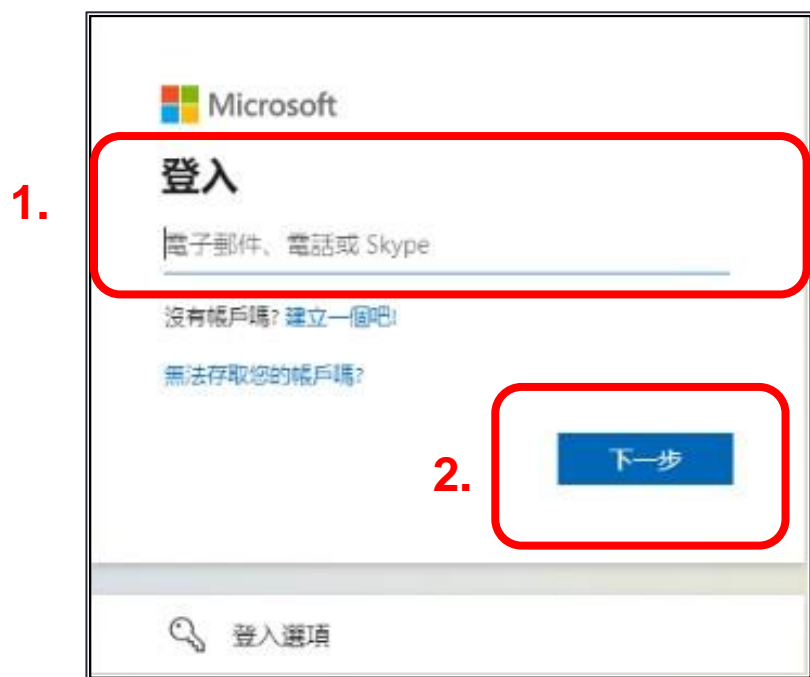 Microsoft
1.
登入
電子郵件、電話或 Skype
沒有帳戶嗎? 建立一個吧!
無法存取您的帳戶嗎?
2.
下一步
登入選項